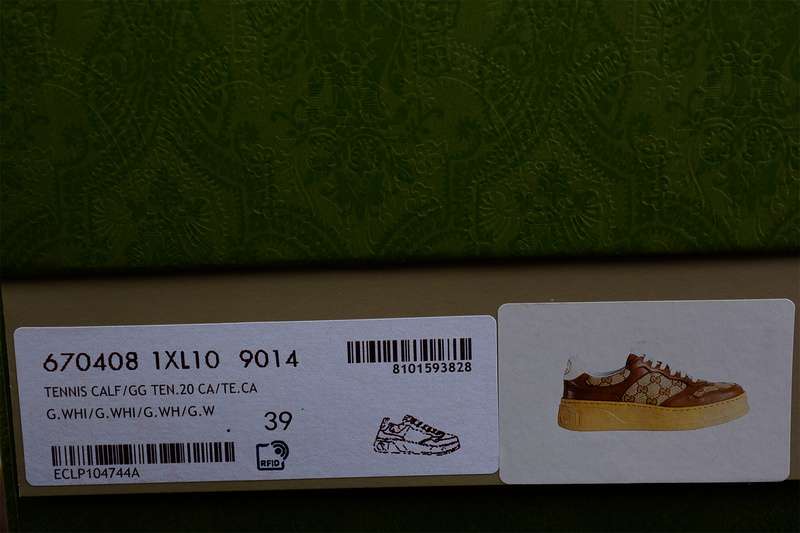 670408 1XL10 9014
8101593828
TENNIS CALF/GG TEN.20 CA/TE.CA
G.WHI/G.WHI/G.WH/G.W
39
RFID
ECLP104744A